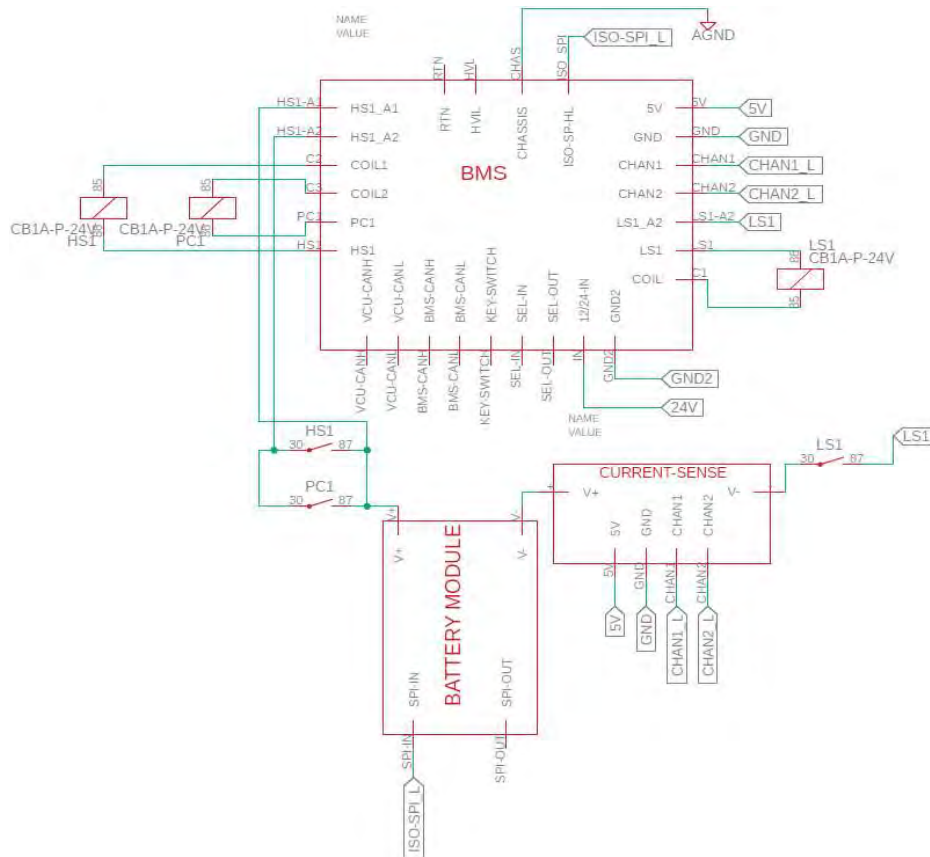 NAME
VALUE
AGND
ISO-SPI_L
RTN
HVL
CHAS
ISO_SPI
RTN
HVIL
CHASSIS
ISO-SP-HL
BMS
HS1-A1
HS1_A1
HS1-A2
HS1_A2
C2
COIL1
C3
COIL2
PC1
PC1
HS1
HS1
85
85
CB1A-P-24V
HS1
CB1A-P-24V
PC1
5V
5V
5V
GND
GND
GND
CHAN1
CHAN1
CHAN1_L
CHAN2
CHAN2
CHAN2_L
LS1_A2
LS1-A2
LS1
LS1
LS1
COIL
C1
LS1
86
CB1A-P-24V
85
VCU-CANH
VCU-CANL
BMS-CANH
BMS-CANL
KEY-SWITCH
SEL-IN
SEL-OUT
12/24-IN
GND2
VCU-CANH
VCU-CANL
BMS-CANH
BMS-CANL
KEY-SWITCH
SEL-IN
SEL-OUT
IN
GND2
GND2
24V
NAME
VALUE
HS1
30 87
PC1
30 87
LS1
30 87
LS1
CURRENT-SENSE
+
V+
V-
-
5V
GND
CHAN1
CHAN2
5V
GND
CHAN1
CHAN2
5V
GND
CHAN1_L
CHAN2_L
V+
V-
V+
V-
BATTERY MODULE
SPI-IN
SPI-OUT
SPI-IN
SPI-OUT
ISO-SPI_L